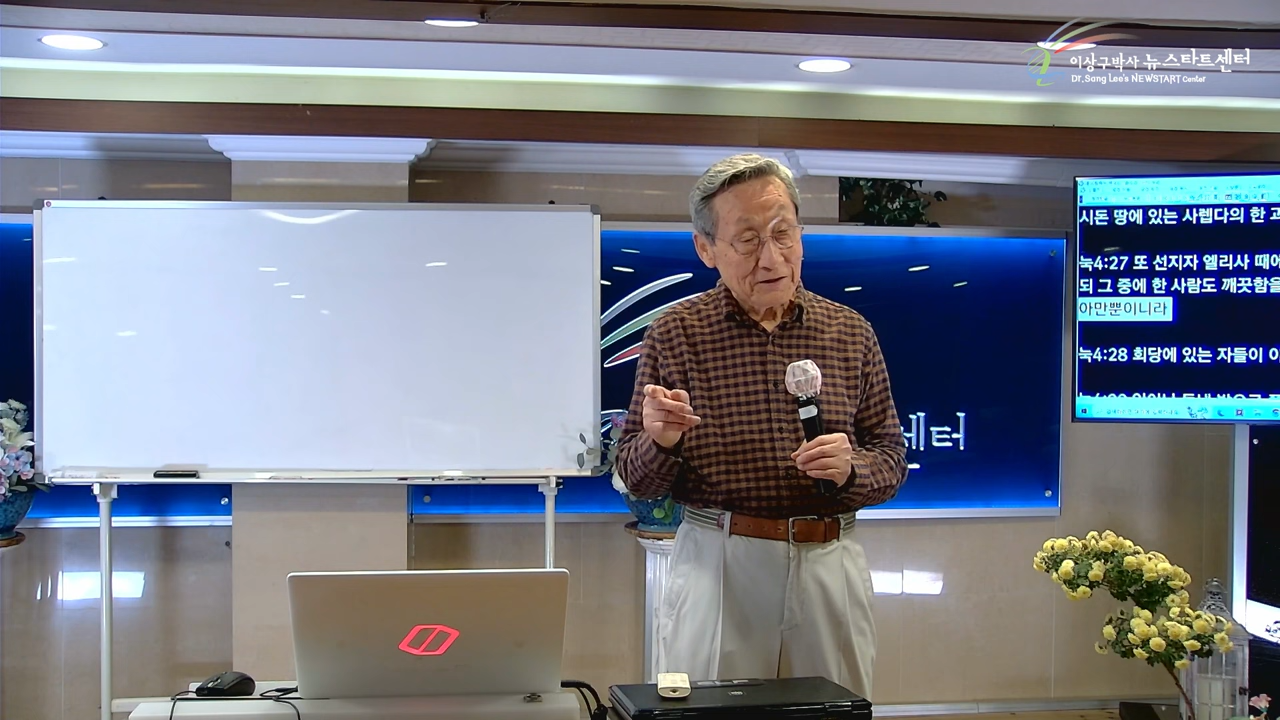 이상구박사 뉴스타트센터
Dr. Sang Lee's NEWSTART Center
시돈 땅에 있는 사렙다의 한 과
눅4:27 또 선지자 엘리사 때에
되 그 중에 한 사람도 깨끗함을
아만뿐이니라
눅4:28 회당에 있는 자들이 이
센터